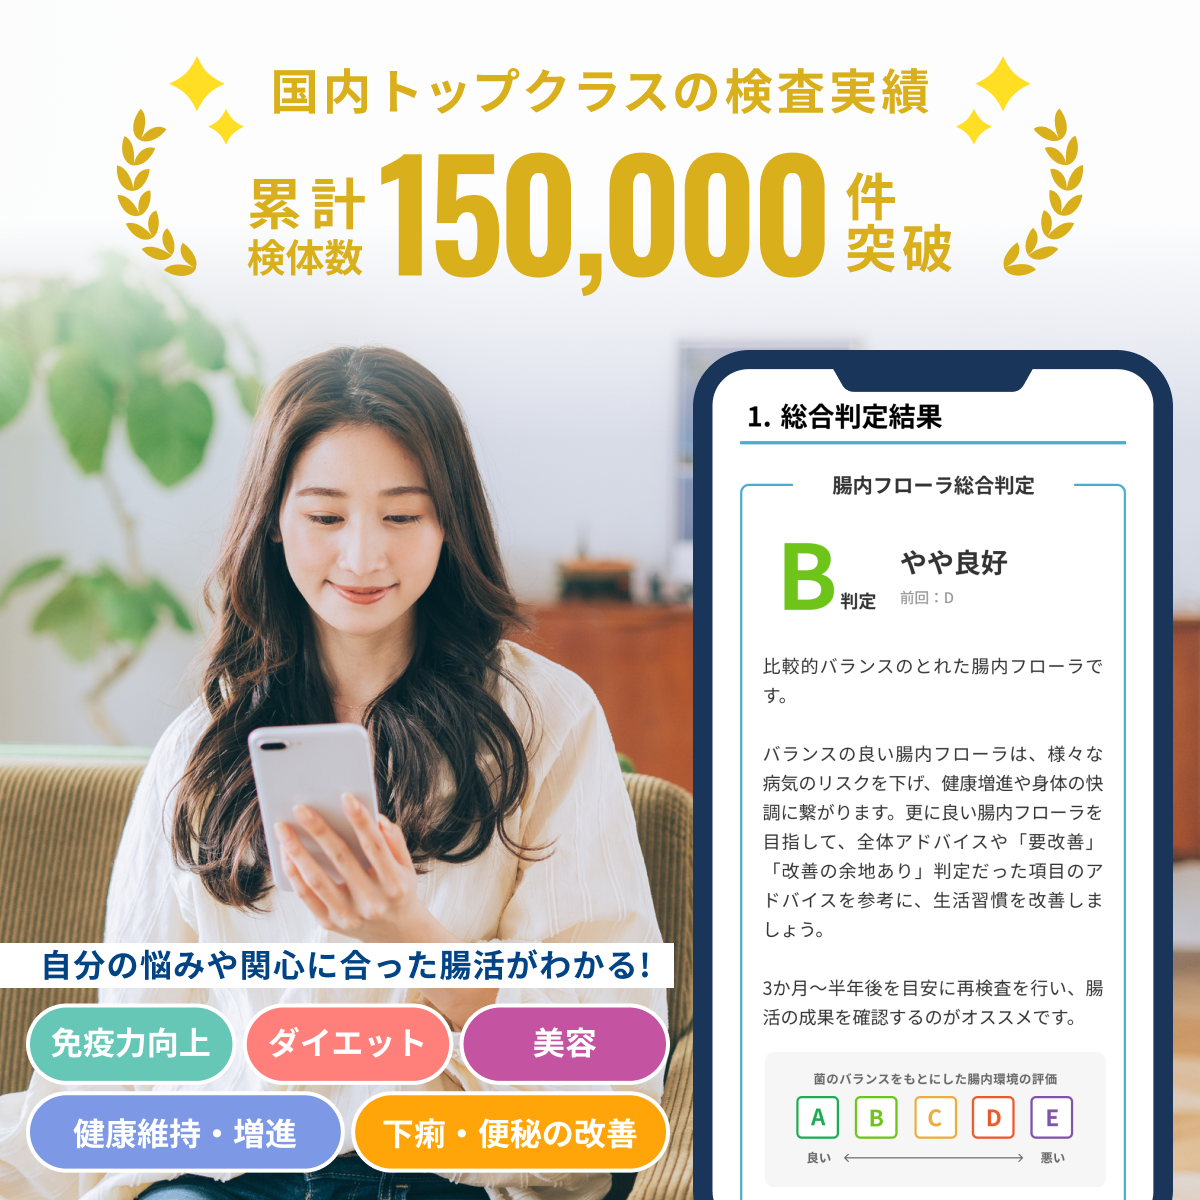 国内トップクラスの検査実績
累計
検体数
150,000
件
突破
1. 総合判定結果
腸内フローラ総合判定
B
判定
やや良好
前回：D
比較的バランスのとれた腸内フローラで
す。
バランスの良い腸内フローラは、様々な
病気のリスクを下げ、健康増進や身体の快
調に繋がります。更に良い腸内フローラを
目指して、全体アドバイスや「要改善」
「改善の余地あり」判定だった項目のア
ドバイスを参考に、生活習慣を改善しま
しょう。
3か月〜半年後を目安に再検査を行い、腸
活の成果を確認するのがオススメです。
菌のバランスをもとにした腸内環境の評価
A B C D E
良い 悪い
自分の悩みや関心に合った腸活がわかる!
免疫力向上 ダイエット 美容
健康維持・増進 下痢・便秘の改善